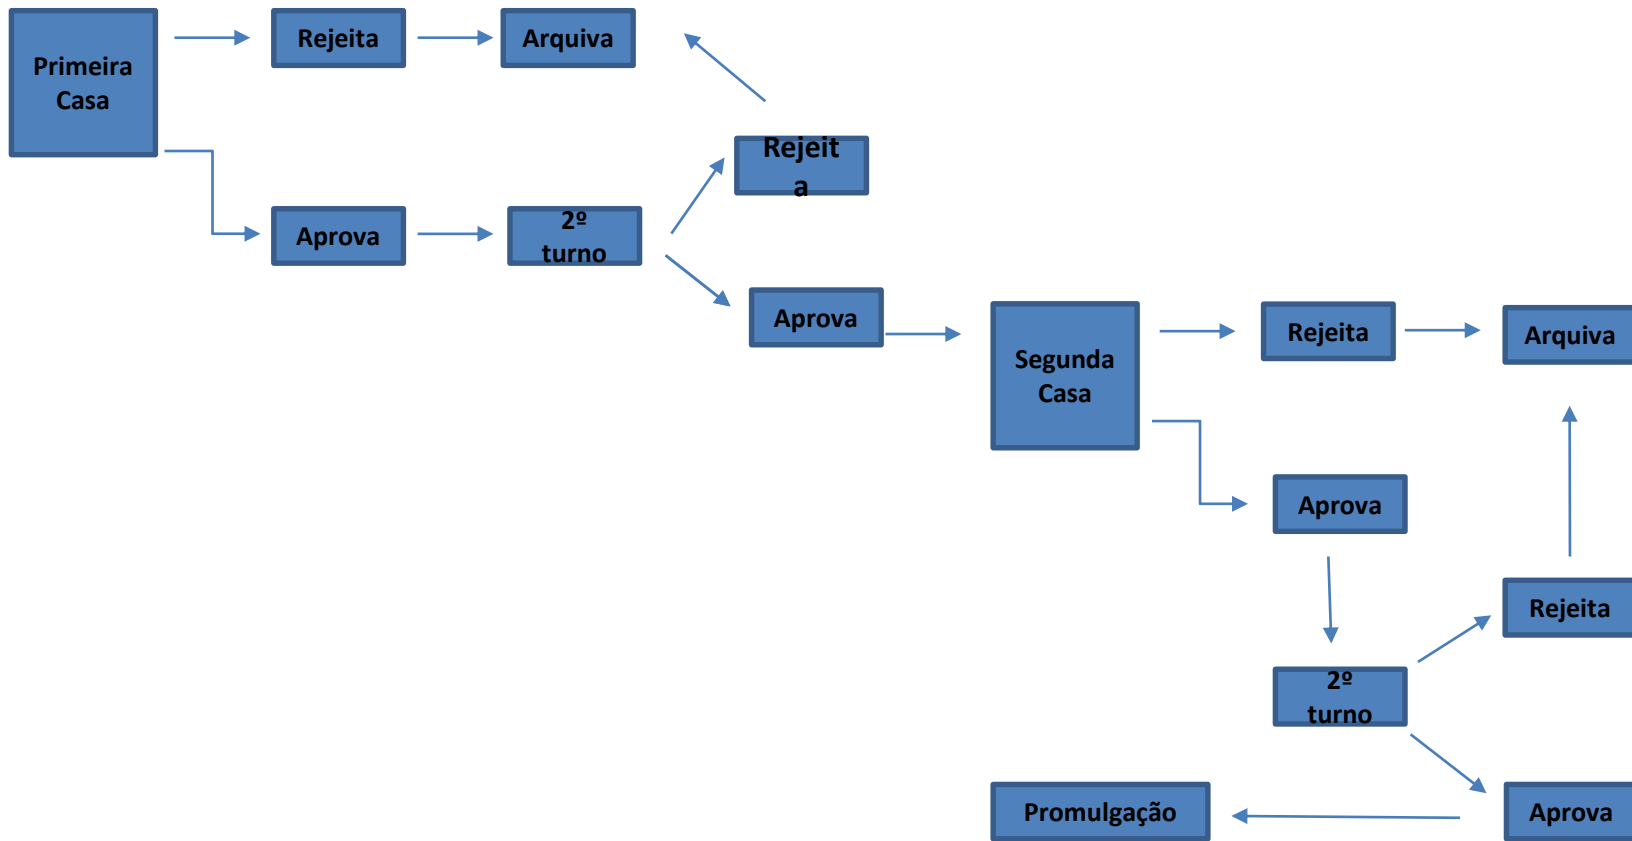 Primeira
Casa
Rejeita
Arquiva
Rejeit
a
Aprova
2º
turno
Aprova
Segunda
Casa
Rejeita
Arquiva
Aprova
Rejeita
2º
turno
Promulgação
Aprova